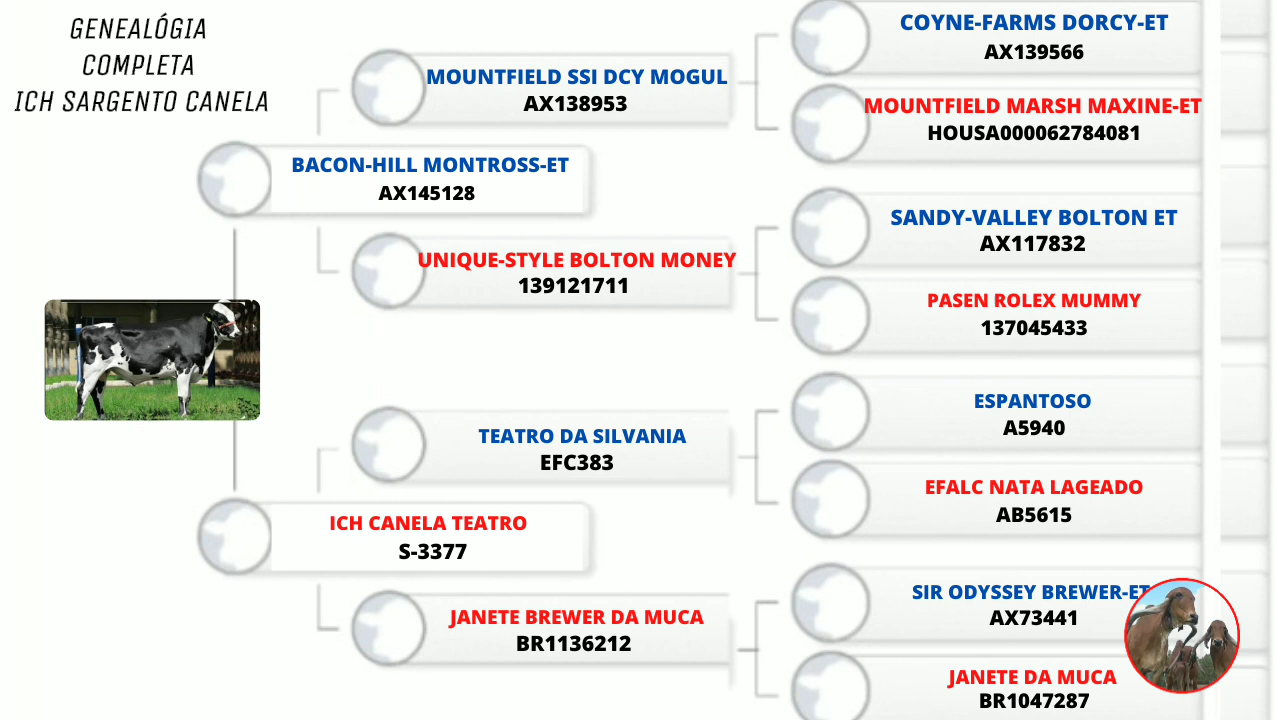 GENEALÓGIA
COMPLETA
ICH SARGENTO CANELA
BACON-HILL MONTROSS-ET
AX145128
ICH CANELA TEATRO
S-3377
MOUNTFIELD SSI DCY MOGUL
AX138953
UNIQUE-STYLE BOLTON MONEY
139121711
TEATRO DA SILVANIA
EFC383
JANETE BREWER DA MUCA
BR1136212
COYNE-FARMS DORCY-ET
AX139566
MOUNTFIELD MARSH MAXINE-ET
HOUSA000062784081
SANDY-VALLEY BOLTON ET
AX117832
PASEN ROLEX MUMMY
137045433
ESPANTOSO
A5940
EFALC NATA LAGEADO
AB5615
SIR ODYSSEY BREWER-ET
AX73441
JANETE DA MUCA
BR1047287